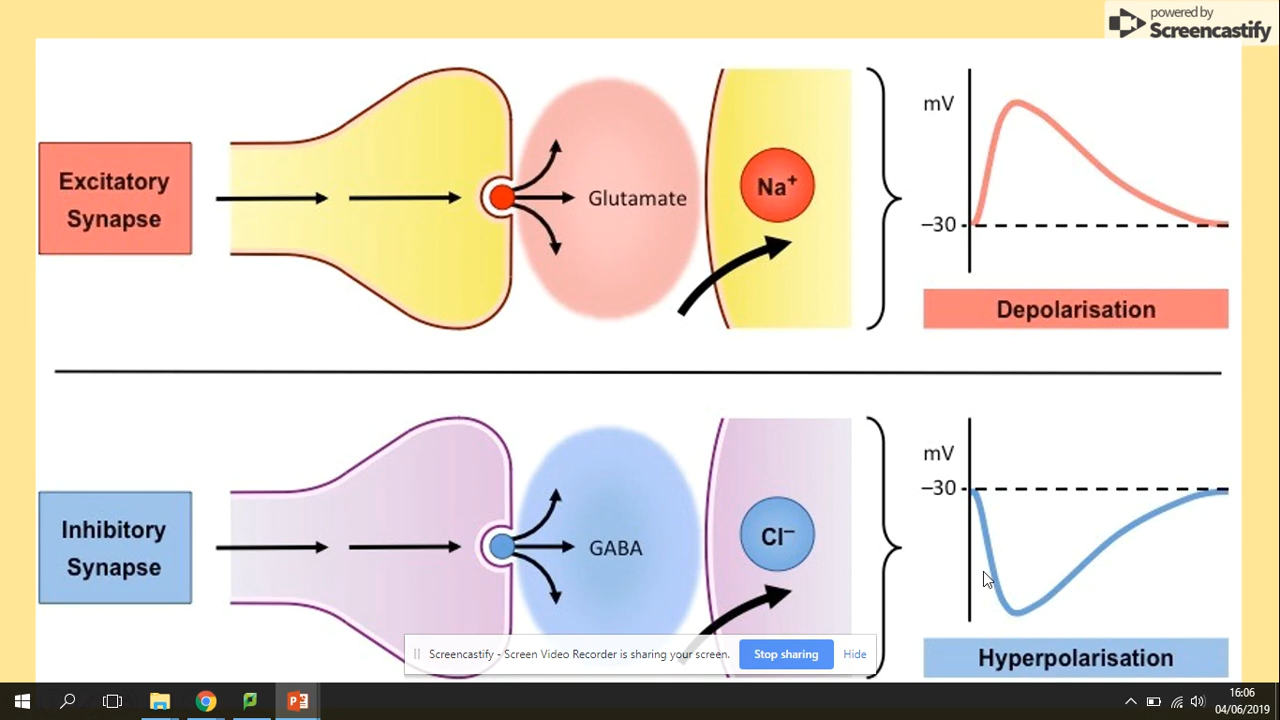 powered by
Screencastify
Excitatory
Synapse
Glutamate
Na⁺
mV
−30
Depolarisation
Inhibitory
Synapse
GABA
Cl⁻
mV
−30
Hyperpolarisation
Screencastify - Screen Video Recorder is sharing your screen.
Stop sharing
Hide
16:06
04/06/2019